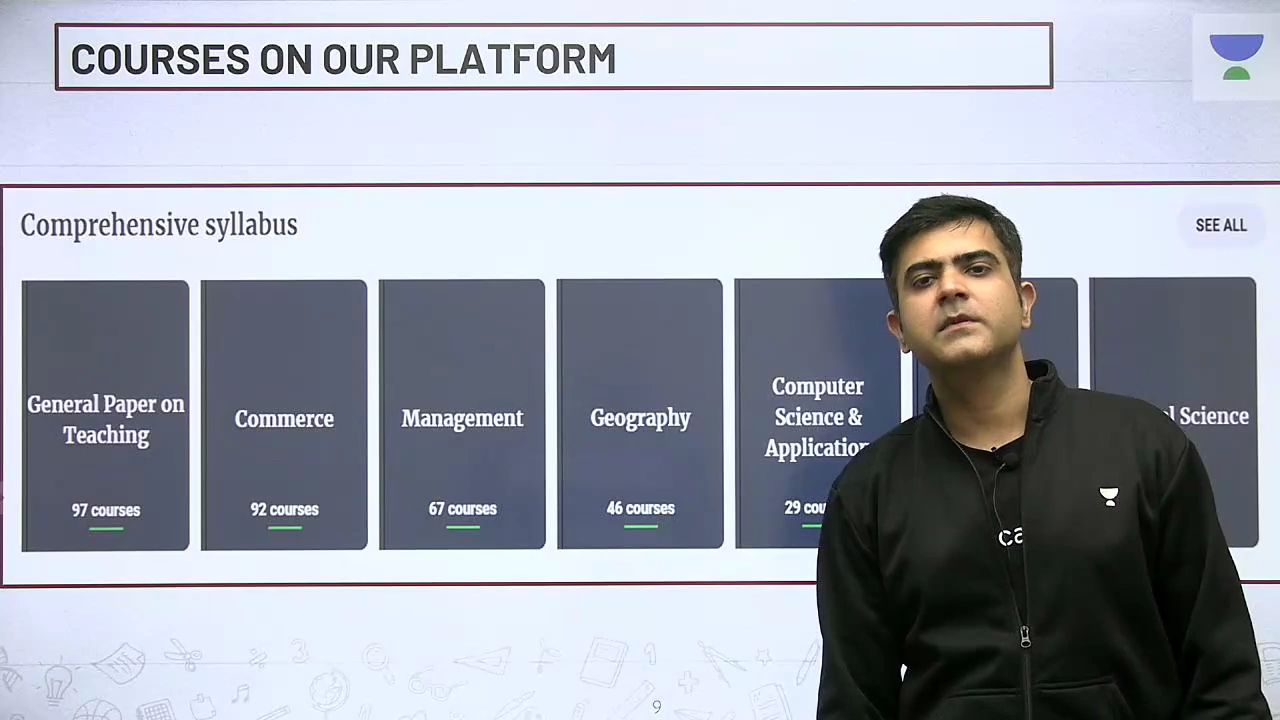 COURSES ON OUR PLATFORM
Comprehensive syllabus
SEE ALL
General Paper on
Teaching
97 courses
Commerce
92 courses
Management
67 courses
Geography
46 courses
Computer
Science &
29
Science
9